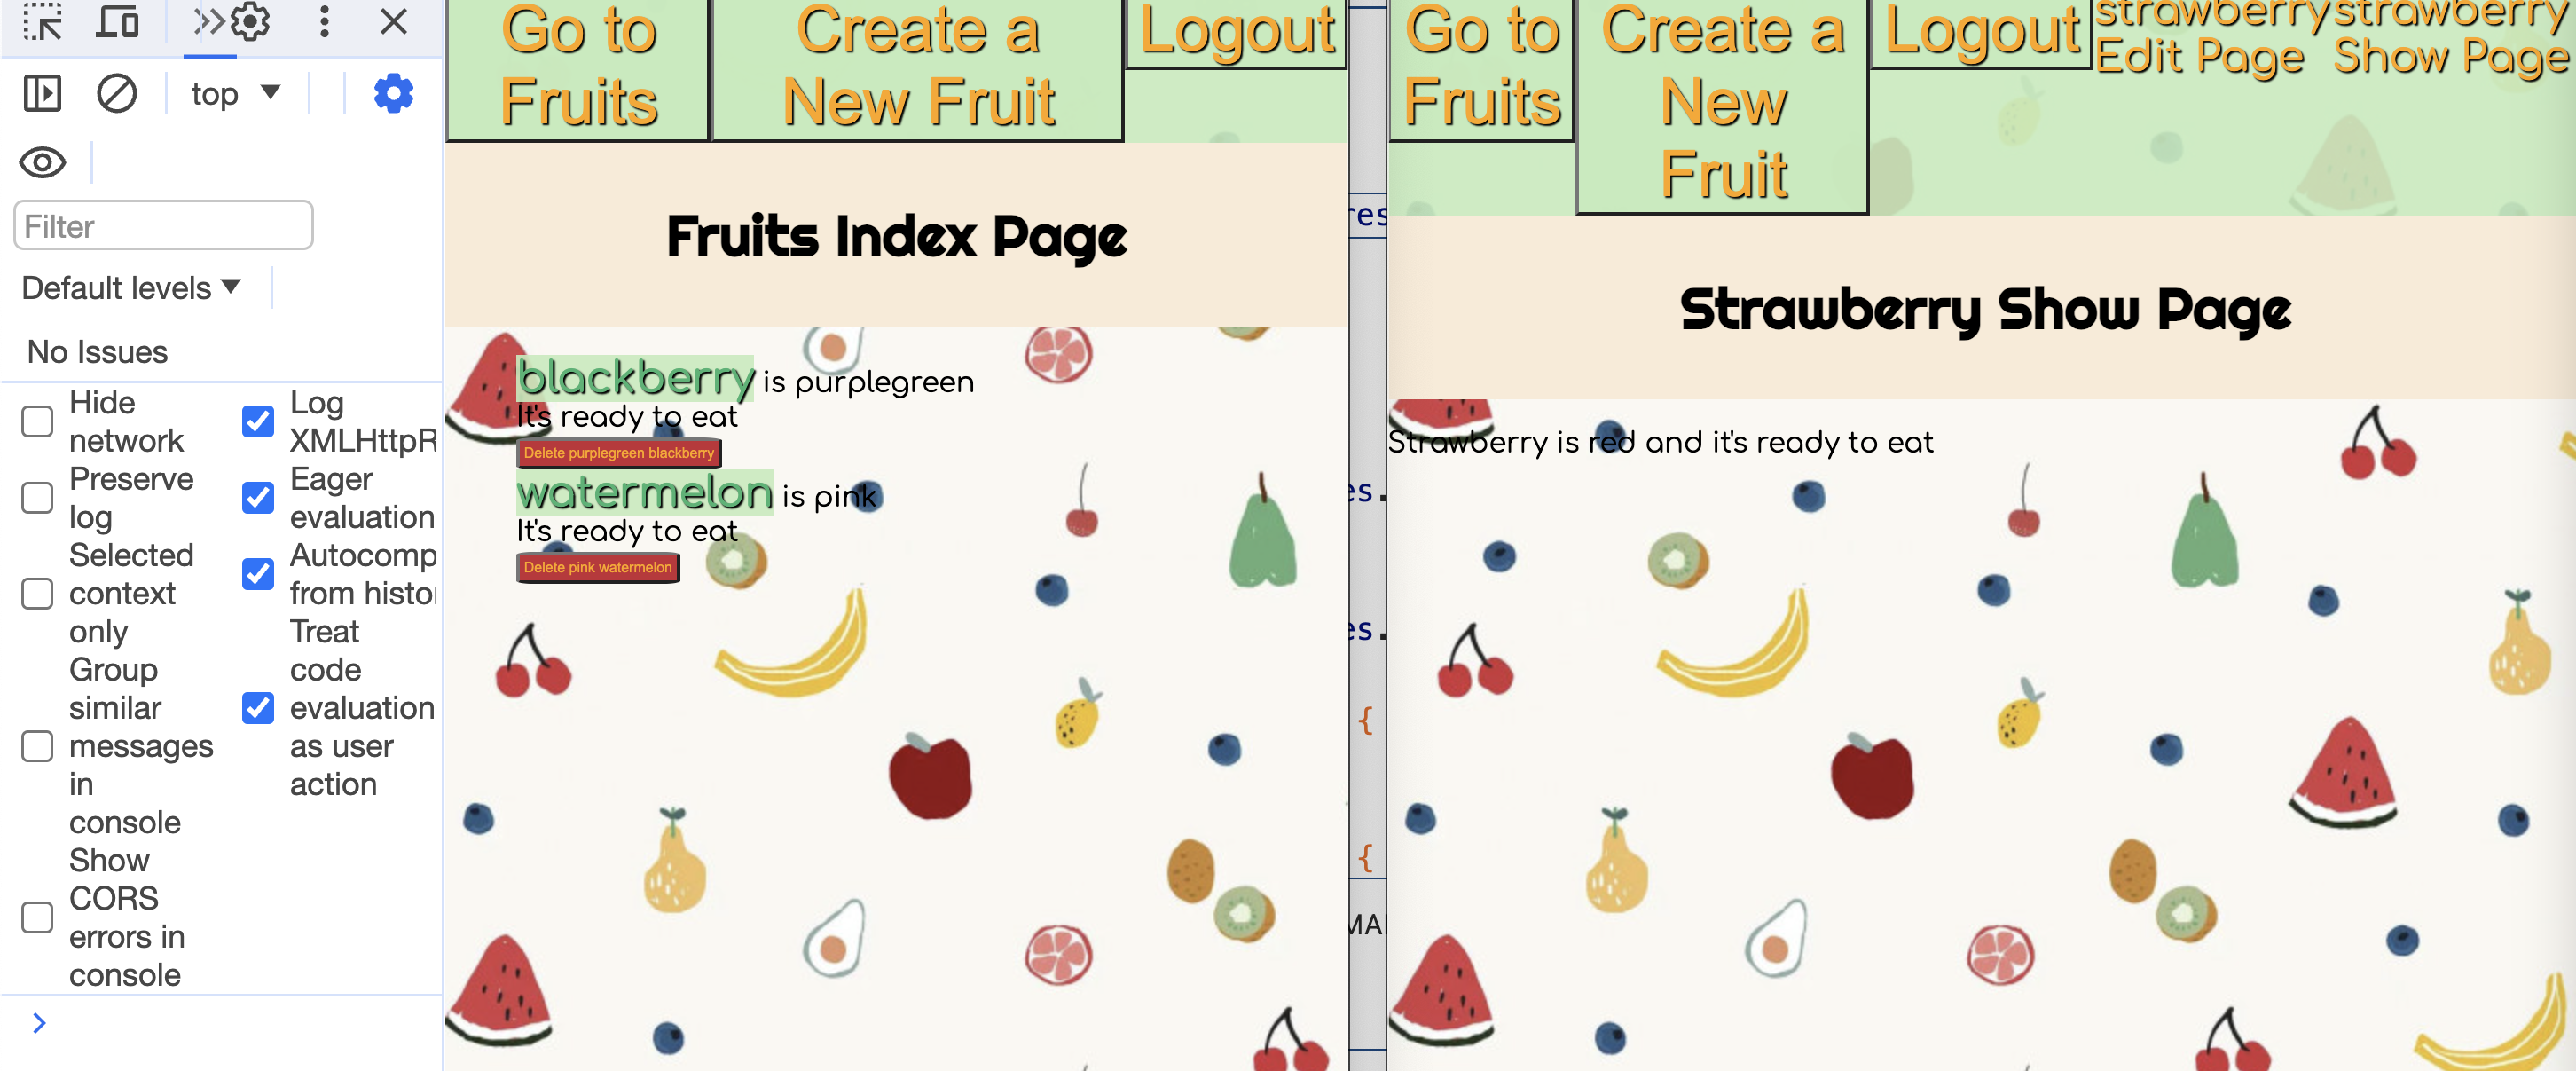 top
Filter
Default levels
No Issues
Hide
network
Preserve
log
Selected
context
only
Group
similar
messages
in
console
Show
CORS
errors in
console
Log
XMLHttpR
Eager
evaluation
Autocomp
from histo
Treat
code
evaluation
as user
action
Go to
Fruits
Create a
New Fruit
Logout
Fruits Index Page
blackberry is purplegreen
It's ready to eat
Delete purplegreen blackberry
watermelon is pink
It's ready to eat
Delete pink watermelon
res
es.
es.
{
{
MA
Go to
Fruits
Create a
New
Fruit
Logout
strawberry
Edit Page
strawberry
Show Page
Strawberry Show Page
Strawberry is red and it's ready to eat